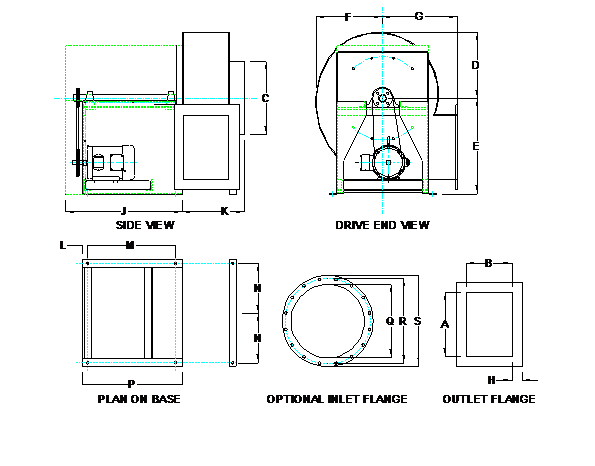 F
G
D
C
E
J
K
SIDE VIEW
DRIVE END VIEW
L
M
N
N
B
A
Q R S
H
P
PLAN ON BASE
OPTIONAL INLET FLANGE
OUTLET FLANGE